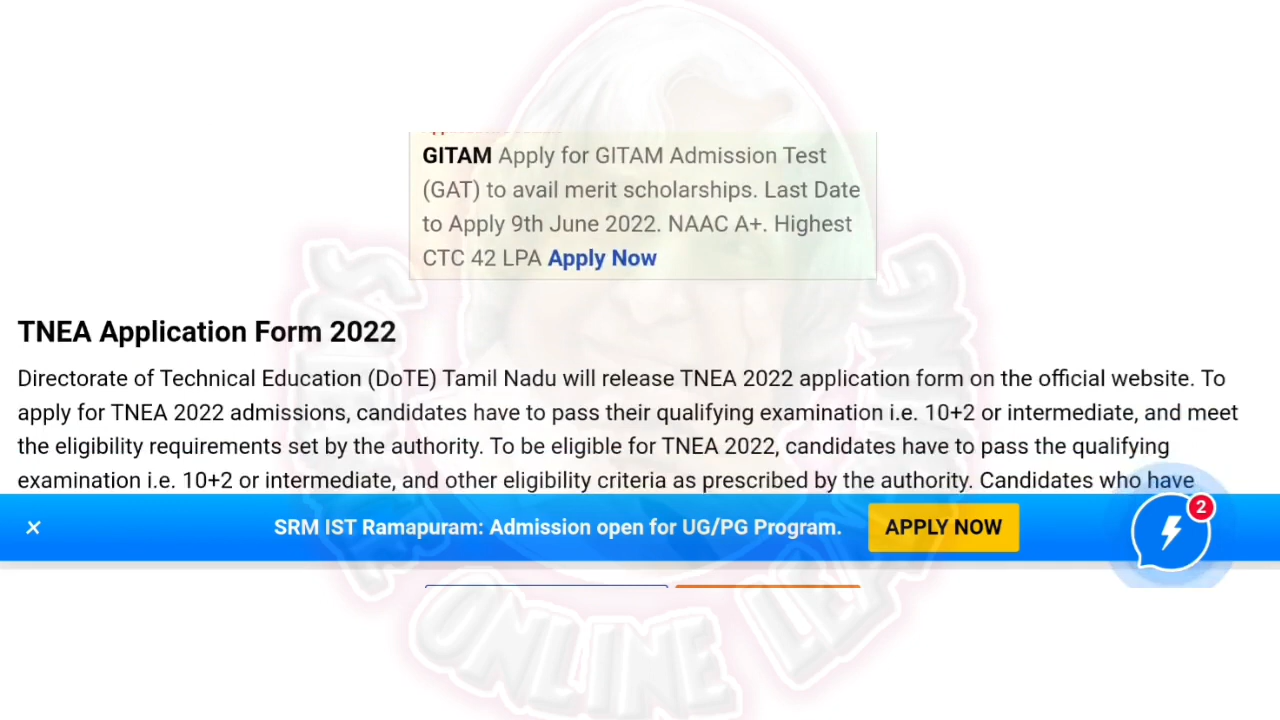 GITAM Apply for GITAM Admission Test
(GAT) to avail merit scholarships. Last Date
to Apply 9th June 2022. NAAC A+. Highest
CTC 42 LPA Apply Now
TNEA Application Form 2022
Directorate of Technical Education (DoTE) Tamil Nadu will release TNEA 2022 application form on the official website. To
apply for TNEA 2022 admissions, candidates have to pass their qualifying examination i.e. 10+2 or intermediate, and meet
the eligibility requirements set by the authority. To be eligible for TNEA 2022, candidates have to pass the qualifying
examination i.e. 10+2 or intermediate, and other eligibility criteria as prescribed by the authority. Candidates who have
2
× SRM IST Ramapuram: Admission open for UG/PG Program. APPLY NOW
ONLINE